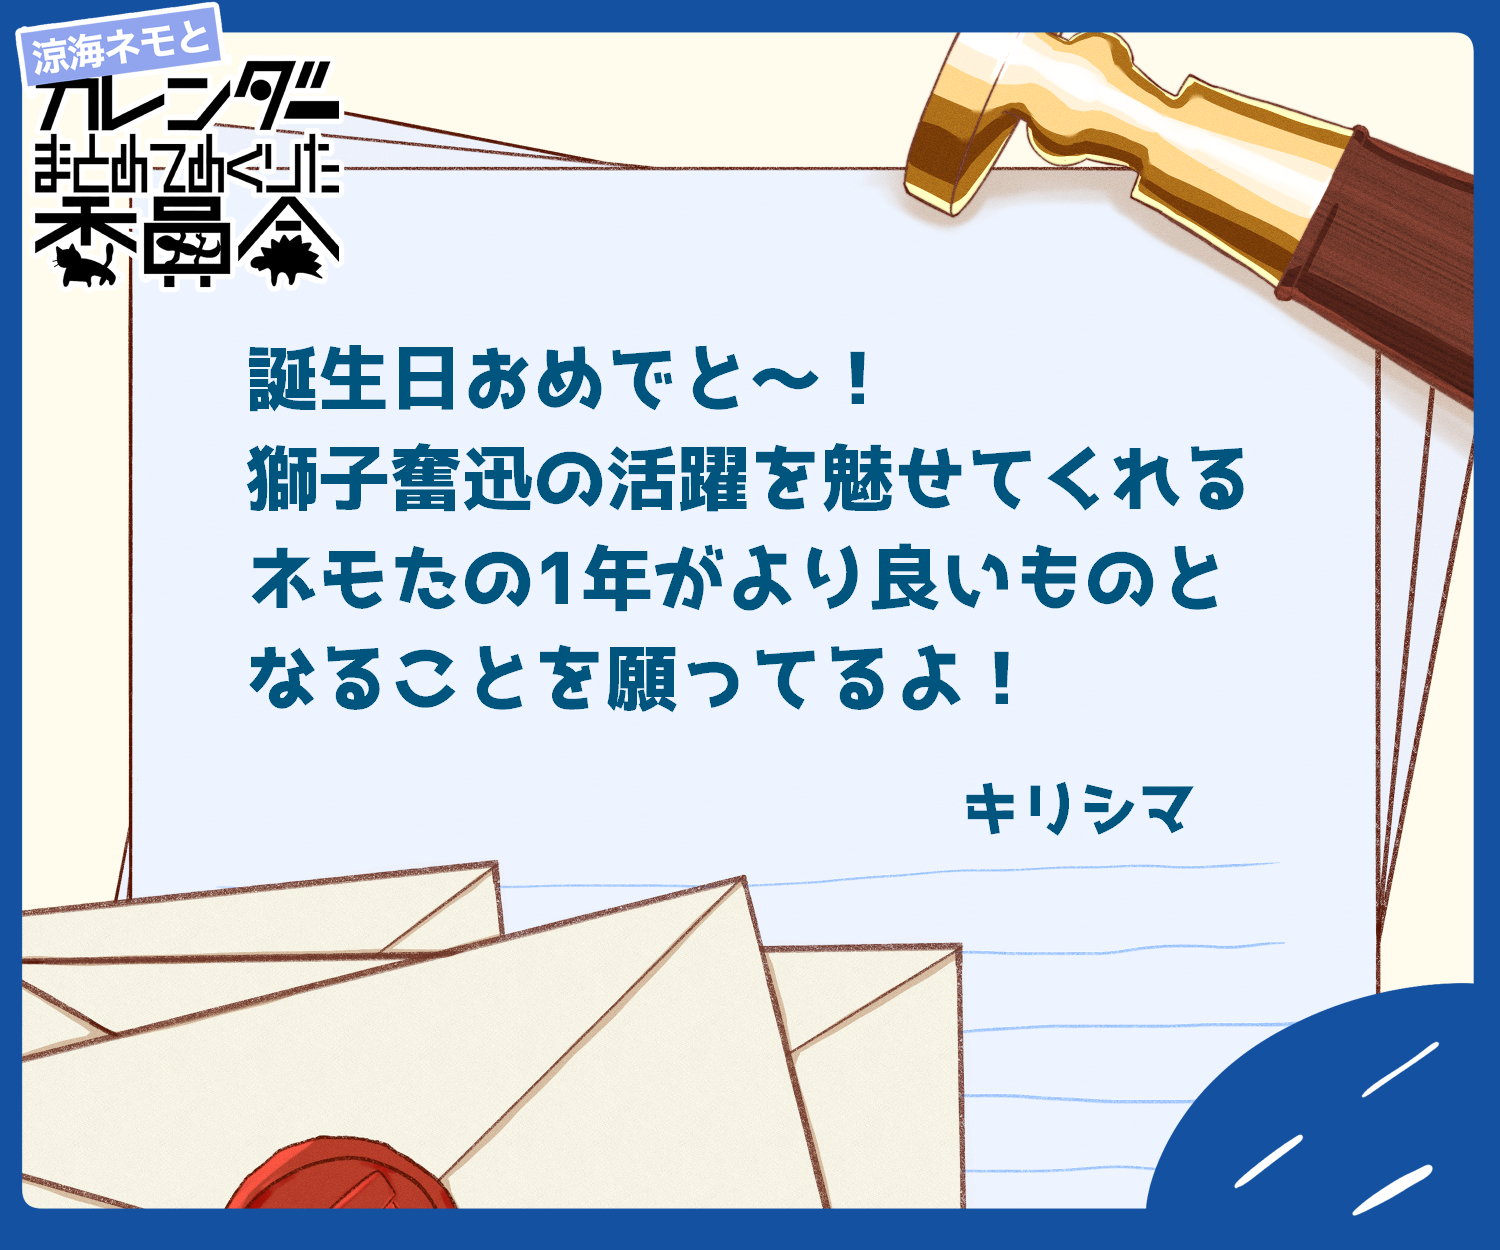 涼海ネモと
カレンダー
まとめてめくりた
委員会
誕生日おめでと〜！
獅子奮迅の活躍を魅せてくれる
ネモたの1年がより良いものと
なることを願ってるよ！
キリシマ